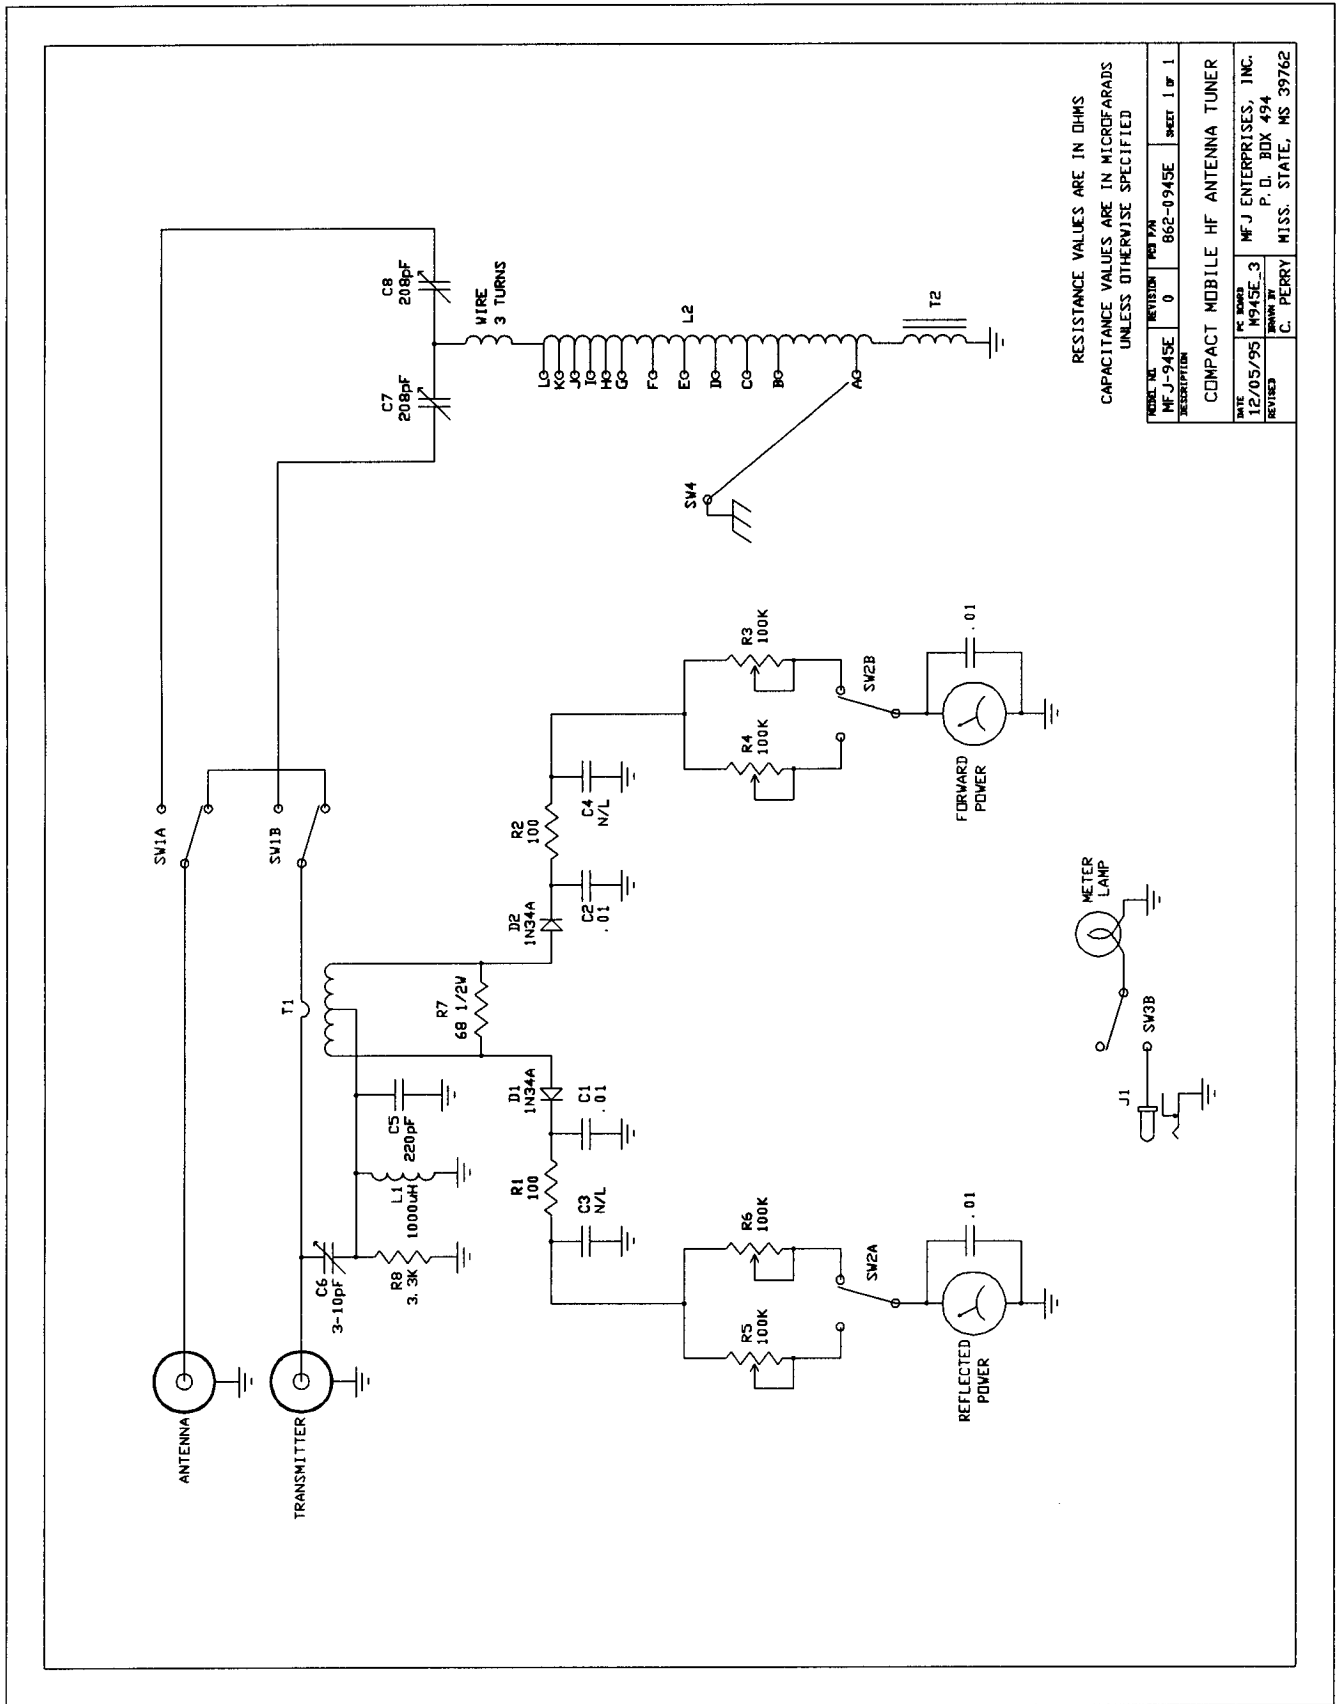 ANTENNA
TRANSMITTER
C6
3-10pF
R8
3.3K
L1
1000uH
C5
220pF
T1
SW1A
SW1B
C7
208pF
C8
208pF
WIRE
3 TURNS
L
K
J
I
H
G
F
E
D
C
B
A
L2
T2
SW4
R7
68 1/2W
D1
1N34A
D2
1N34A
R1
100
C1
.01
C3
N/L
R2
100
C2
.01
C4
N/L
R5
100K
R6
100K
SW2A
REFLECTED
POWER
.01
R4
100K
R3
100K
SW2B
FORWARD
POWER
.01
J1
SW3B
METER
LAMP
RESISTANCE VALUES ARE IN OHMS
CAPACITANCE VALUES ARE IN MICROFARADS
UNLESS OTHERWISE SPECIFIED
MODEL NO. REVISION PCB P/N
MFJ-945E 0 862-0945E SHEET 1 OF 1
DESCRIPTION
COMPACT MOBILE HF ANTENNA TUNER
DATE PC BOARD
12/05/95 M945E_3
REVISED DRAWN BY
C. PERRY
MFJ ENTERPRISES, INC.
P.O. BOX 494
MISS. STATE, MS 39762